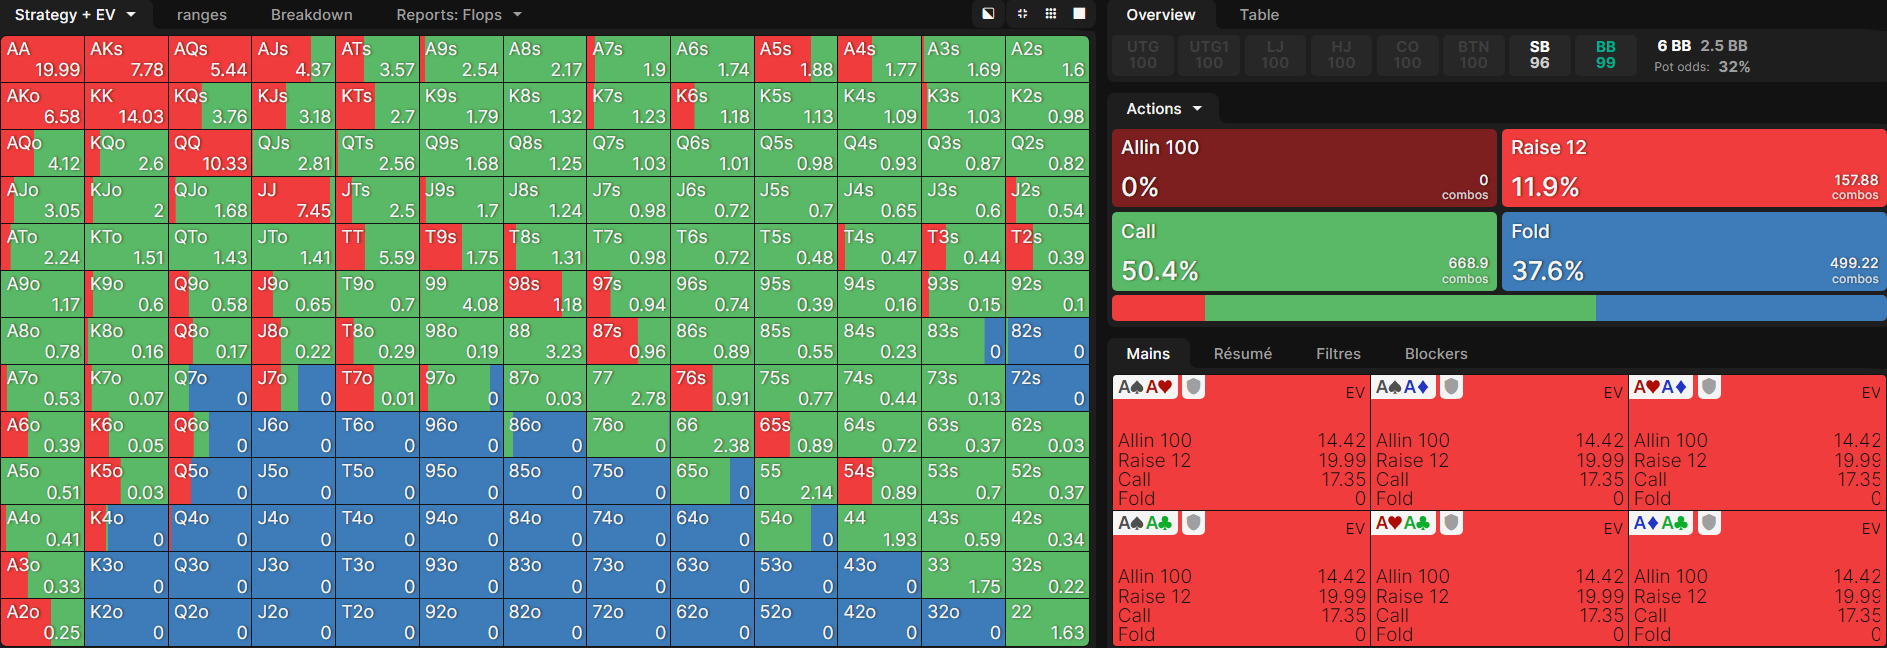 Strategy + EV ranges Breakdown Reports: Flops
AA 19.99 AKs 7.78 AQs 5.44 AJs 4.37 ATs 3.57 A9s 2.54 A8s 2.17 A7s 1.9 A6s 1.74 A5s 1.88 A4s 1.77 A3s 1.69 A2s 1.6
AKo 6.58 KK 14.03 KQs 3.76 KJs 3.18 KTs 2.7 K9s 1.79 K8s 1.32 K7s 1.23 K6s 1.18 K5s 1.13 K4s 1.09 K3s 1.03 K2s 0.98
AQo 4.12 KQo 2.6 QQ 10.33 QJs 2.81 QTs 2.56 Q9s 1.68 Q8s 1.25 Q7s 1.03 Q6s 1.01 Q5s 0.98 Q4s 0.93 Q3s 0.87 Q2s 0.82
AJo 3.05 KJo 2 QJo 1.68 JJ 7.45 JTs 2.5 J9s 1.7 J8s 1.24 J7s 0.98 J6s 0.72 J5s 0.7 J4s 0.65 J3s 0.6 J2s 0.54
ATo 2.24 KTo 1.51 QTo 1.43 JTo 1.41 TT 5.59 T9s 1.75 T8s 1.31 T7s 0.98 T6s 0.72 T5s 0.48 T4s 0.47 T3s 0.44 T2s 0.39
A9o 1.17 K9o 0.6 Q9o 0.58 J9o 0.65 T9o 0.7 99 4.08 98s 1.18 97s 0.94 96s 0.74 95s 0.39 94s 0.16 93s 0.15 92s 0.1
A8o 0.78 K8o 0.16 Q8o 0.17 J8o 0.22 T8o 0.29 98o 0.19 88 3.23 87s 0.96 86s 0.89 85s 0.55 84s 0.23 83s 0 82s 0
A7o 0.53 K7o 0.07 Q7o 0 J7o 0 T7o 0.01 97o 0 87o 0.03 77 2.78 76s 0.91 75s 0.77 74s 0.44 73s 0.13 72s 0
A6o 0.39 K6o 0.05 Q6o 0 J6o 0 T6o 0 96o 0 86o 0 76o 0 66 2.38 65s 0.89 64s 0.72 63s 0.37 62s 0.03
A5o 0.51 K5o 0.03 Q5o 0 J5o 0 T5o 0 95o 0 85o 0 75o 0 65o 0 55 2.14 54s 0.89 53s 0.7 52s 0.37
A4o 0.41 K4o 0 Q4o 0 J4o 0 T4o 0 94o 0 84o 0 74o 0 64o 0 54o 0 44 1.93 43s 0.59 42s 0.34
A3o 0.33 K3o 0 Q3o 0 J3o 0 T3o 0 93o 0 83o 0 73o 0 63o 0 53o 0 43o 0 33 1.75 32s 0.22
A2o 0.25 K2o 0 Q2o 0 J2o 0 T2o 0 92o 0 82o 0 72o 0 62o 0 52o 0 42o 0 32o 0 22 1.63
Overview Table
UTG UTG1 LJ HJ CO BTN SB BB 6 BB 2.5 BB
100 100 100 100 100 100 96 99 Pot odds: 32%
Actions
Allin 100 Raise 12
0% 0 combos 11.9% 157.88 combos
Call Fold
50.4% 668.9 combos 37.6% 499.22 combos
Mains Résumé Filtres Blockers
A♠A♥ EV A♠A♦ EV A♥A♦ EV
Allin 100 14.42 Allin 100 14.42 Allin 100 14.42
Raise 12 19.99 Raise 12 19.99 Raise 12 19.99
Call 17.35 Call 17.35 Call 17.35
Fold 0 Fold 0 Fold 0
A♠A♣ EV A♥A♣ EV A♦A♣ EV
Allin 100 14.42 Allin 100 14.42 Allin 100 14.42
Raise 12 19.99 Raise 12 19.99 Raise 12 19.99
Call 17.35 Call 17.35 Call 17.35
Fold 0 Fold 0 Fold 0